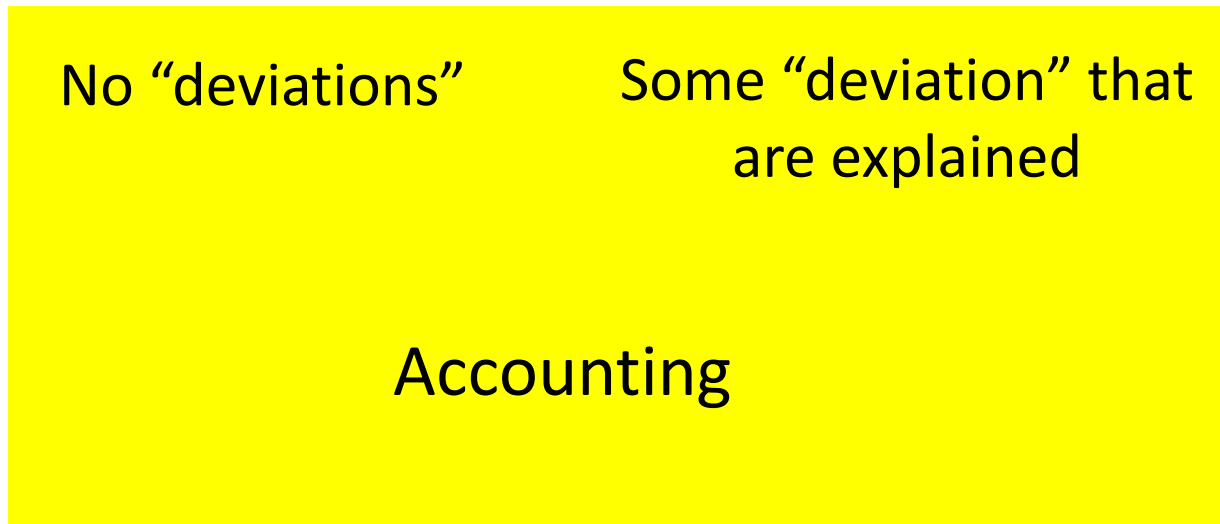 No “deviations”
Some “deviation” that
are explained
Accounting